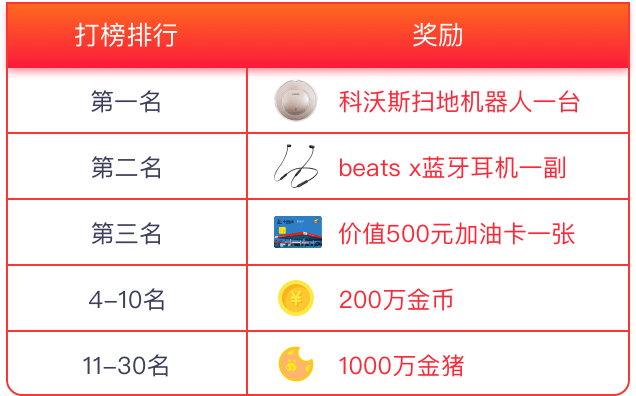 打榜排行 奖励
第一名 科沃斯扫地机器人一台
第二名 beats x蓝牙耳机一副
第三名 价值500元加油卡一张
4-10名 200万金币
11-30名 1000万金猪